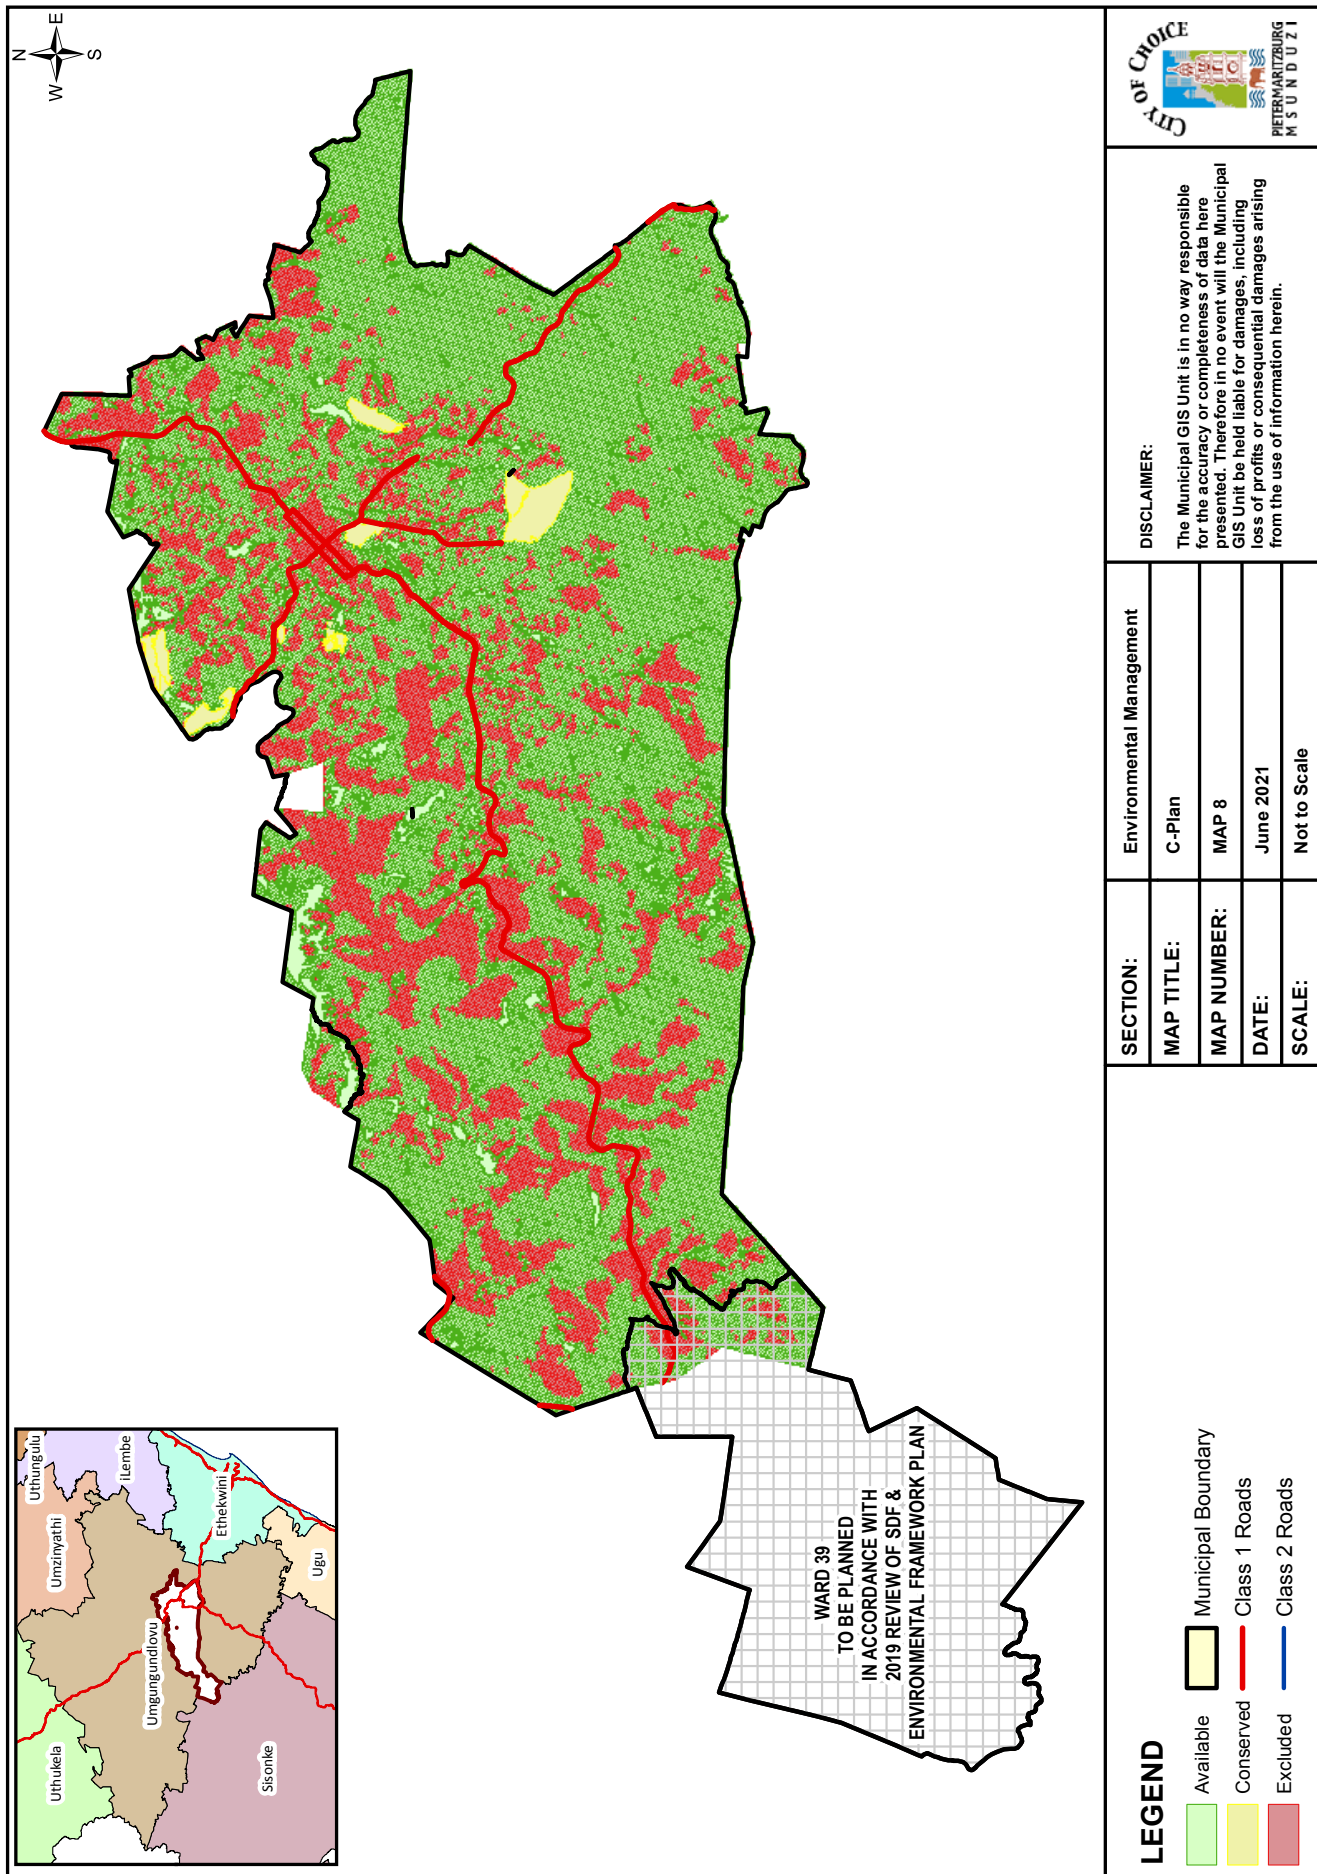 N
E
W
S
Uthukela
Umzinyathi
Uthungulu
iLembe
Umgungundlovu
Ethekwini
Ugu
Sisonke
WARD 39
TO BE PLANNED
IN ACCORDANCE WITH
2019 REVIEW OF SDF &
ENVIRONMENTAL FRAMEWORK PLAN
LEGEND
Available
Conserved
Excluded
Municipal Boundary
Class 1 Roads
Class 2 Roads
SECTION:
Environmental Management
MAP TITLE:
C-Plan
MAP NUMBER:
MAP 8
DATE:
June 2021
SCALE:
Not to Scale
DISCLAIMER:
The Municipal GIS Unit is in no way responsible
for the accuracy or completeness of data here
presented. Therefore in no event will the Municipal
GIS Unit be held liable for damages, including
loss of profits or consequential damages arising
from the use of information herein.
CITY OF CHOICE
PIETERMARITZBURG
MSUNDUZI